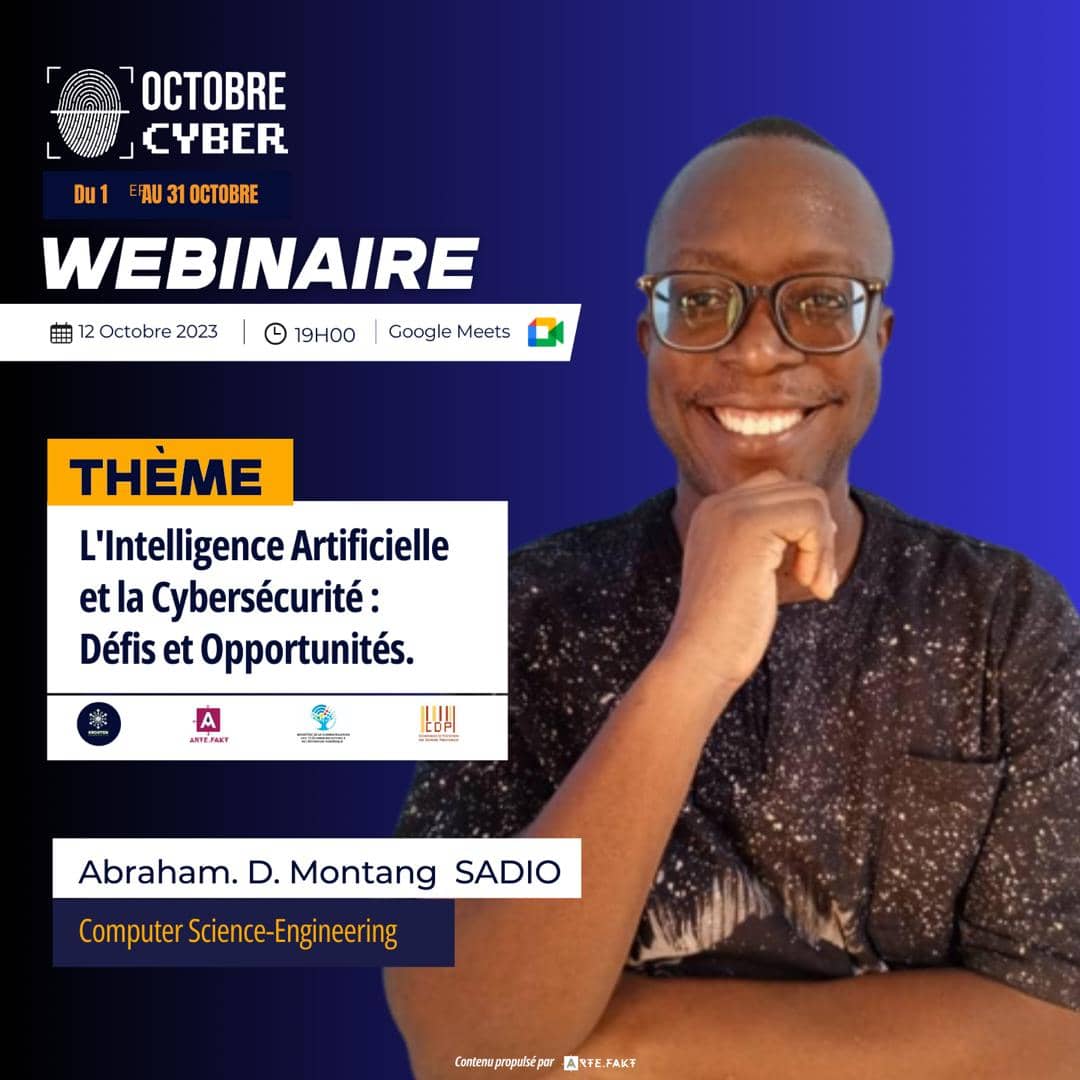 OCTOBRE
CYBER
Du 1 ER AU 31 OCTOBRE
WEBINAIRE
12 Octobre 2023 | 19H00 | Google Meets
THÈME
L'Intelligence Artificielle
et la Cybersécurité :
Défis et Opportunités.
ARTE.FAKT
CDP
Abraham. D. Montang SADIO
Computer Science-Engineering
Contenu propulsé par ARTE.FAKT